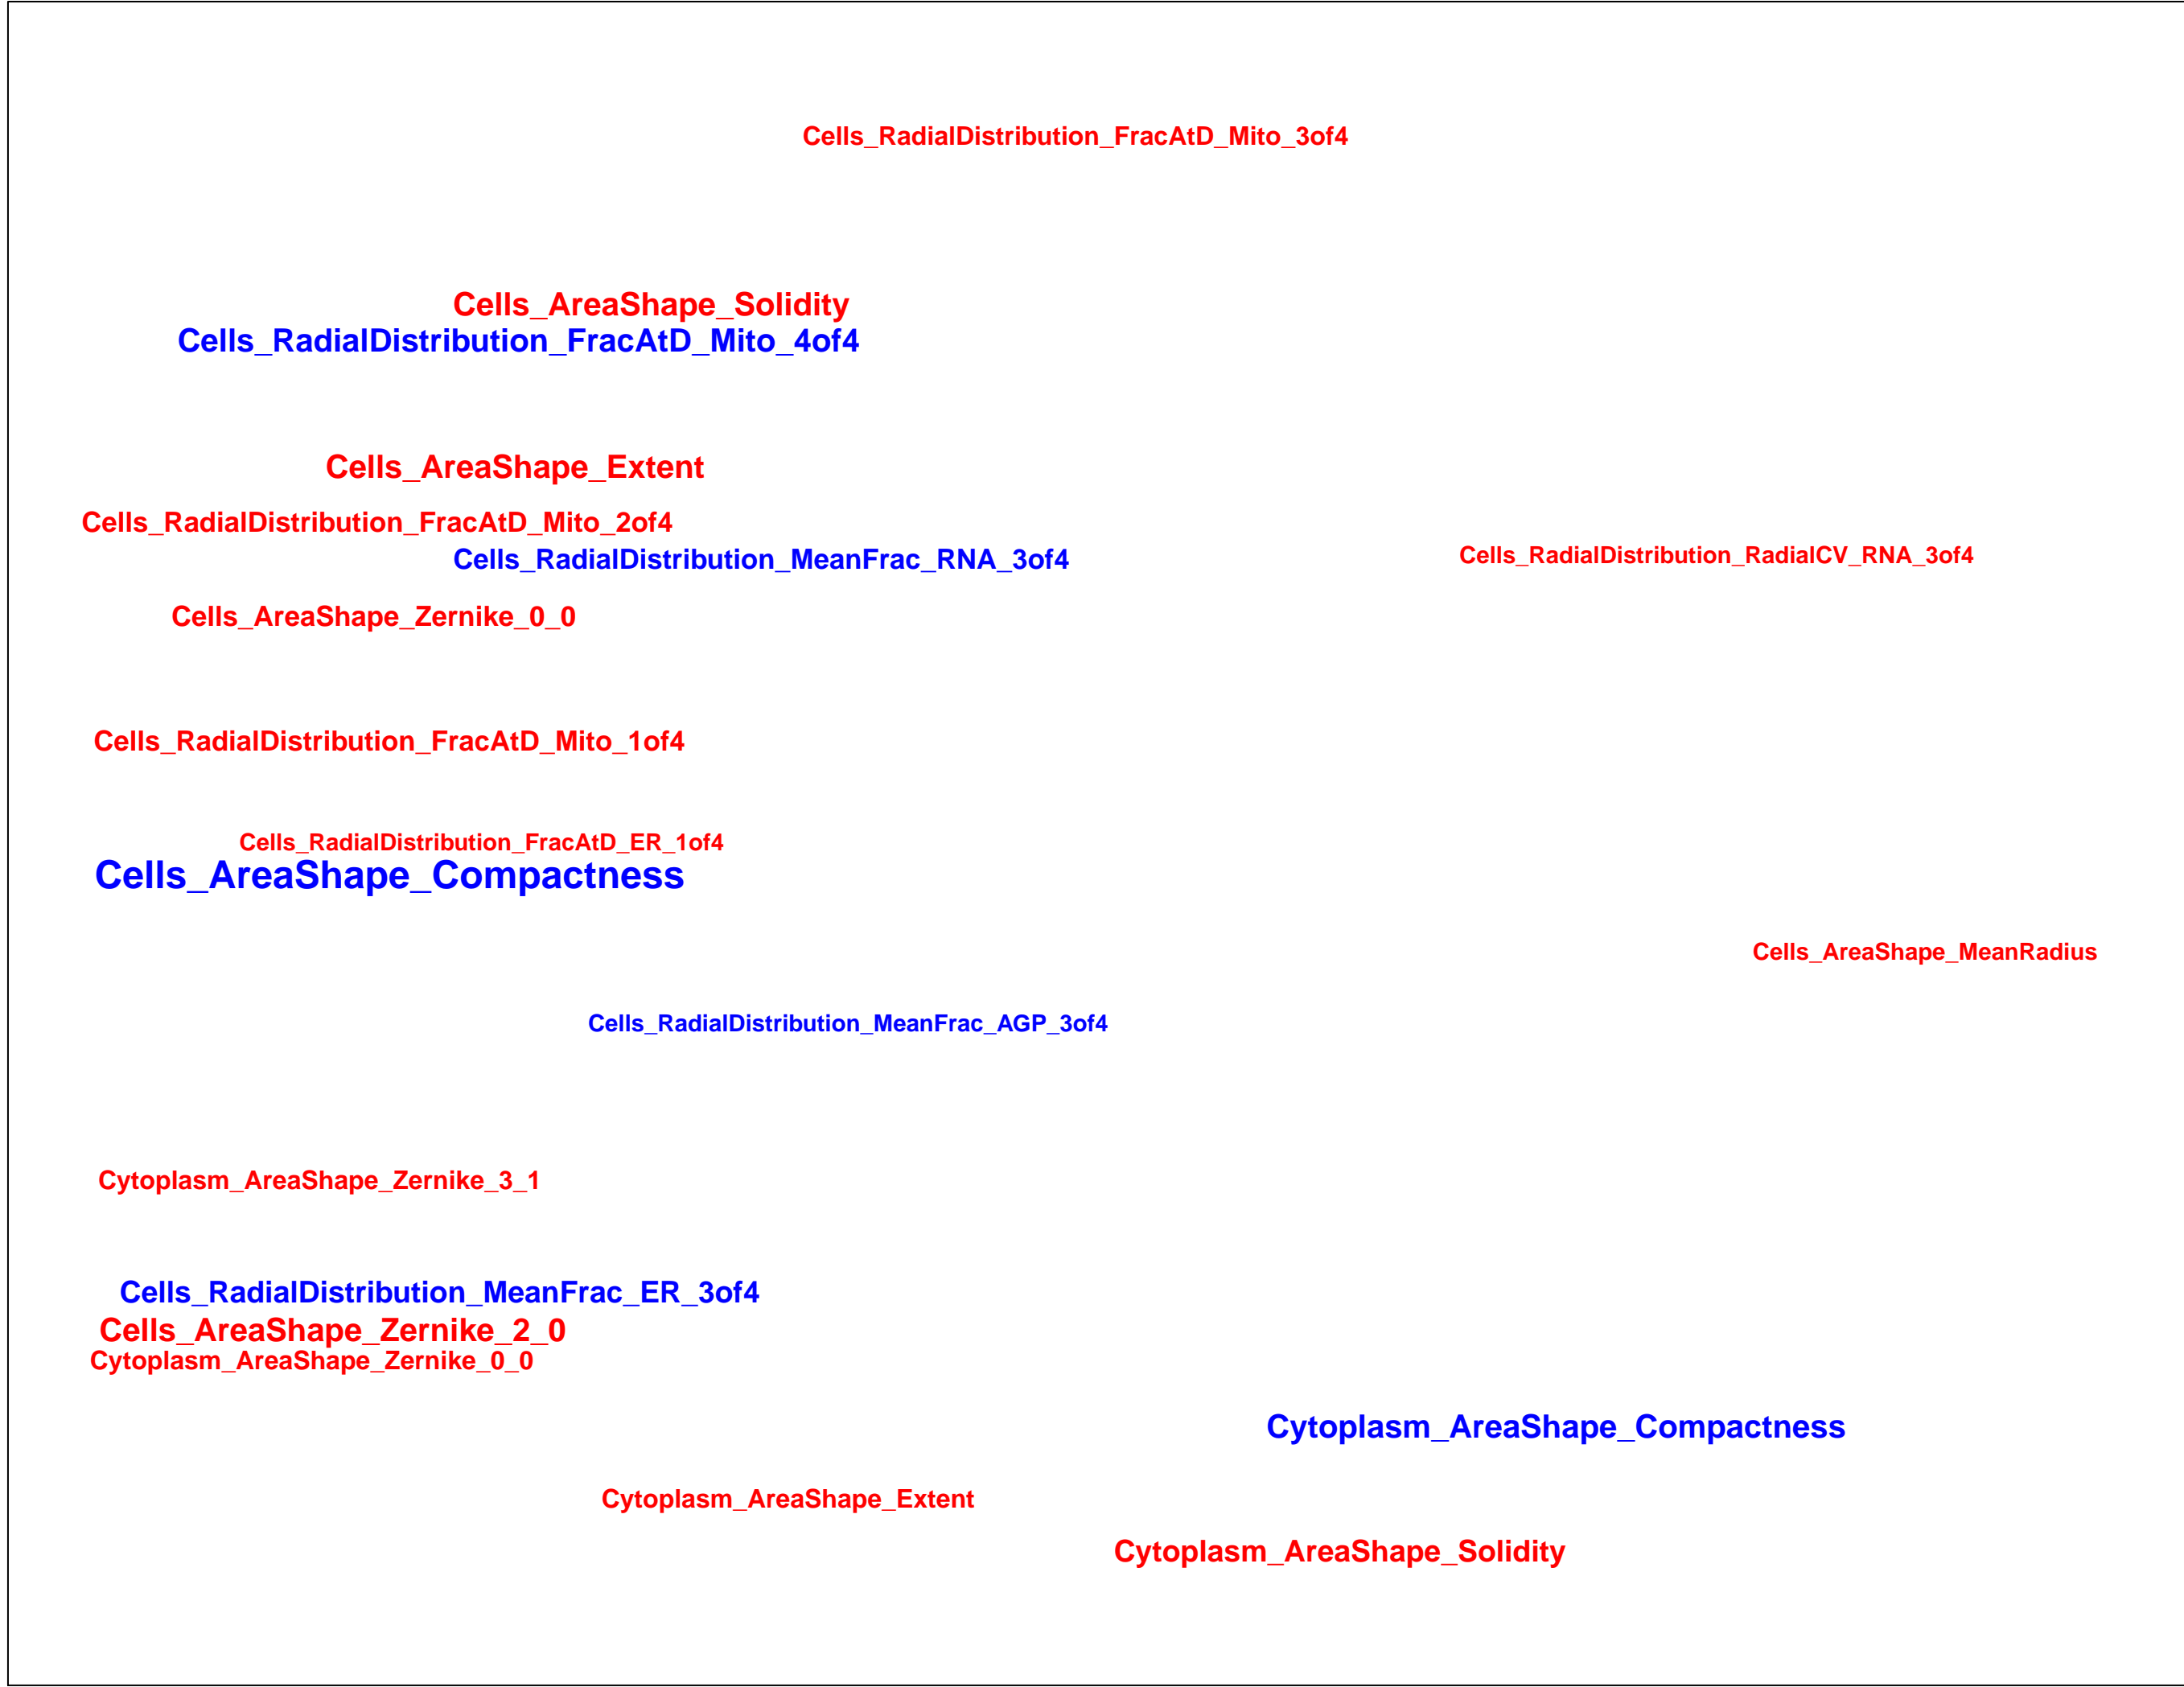 Cells_RadialDistribution_FracAtD_Mito_3of4
Cells_AreaShape_Solidity
Cells_RadialDistribution_FracAtD_Mito_4of4
Cells_AreaShape_Extent
Cells_RadialDistribution_FracAtD_Mito_2of4
Cells_RadialDistribution_MeanFrac_RNA_3of4
Cells_RadialDistribution_RadialCV_RNA_3of4
Cells_AreaShape_Zernike_0_0
Cells_RadialDistribution_FracAtD_Mito_1of4
Cells_RadialDistribution_FracAtD_ER_1of4
Cells_AreaShape_Compactness
Cells_AreaShape_MeanRadius
Cells_RadialDistribution_MeanFrac_AGP_3of4
Cytoplasm_AreaShape_Zernike_3_1
Cells_RadialDistribution_MeanFrac_ER_3of4
Cells_AreaShape_Zernike_2_0
Cytoplasm_AreaShape_Zernike_0_0
Cytoplasm_AreaShape_Compactness
Cytoplasm_AreaShape_Extent
Cytoplasm_AreaShape_Solidity